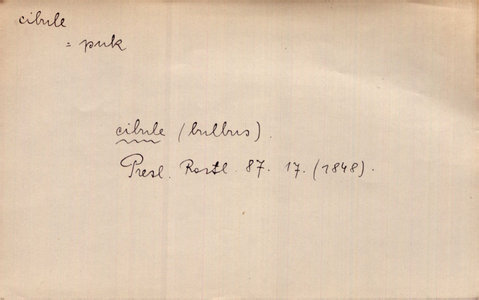 cibule
= puk
cibule (bulbus).
Presl. Rostl. 87. 17. (1848).